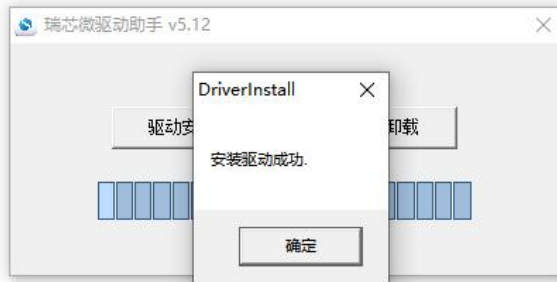 瑞芯微驱动助手 v5.12
DriverInstall
驱动安
卸载
安装驱动成功.
确定